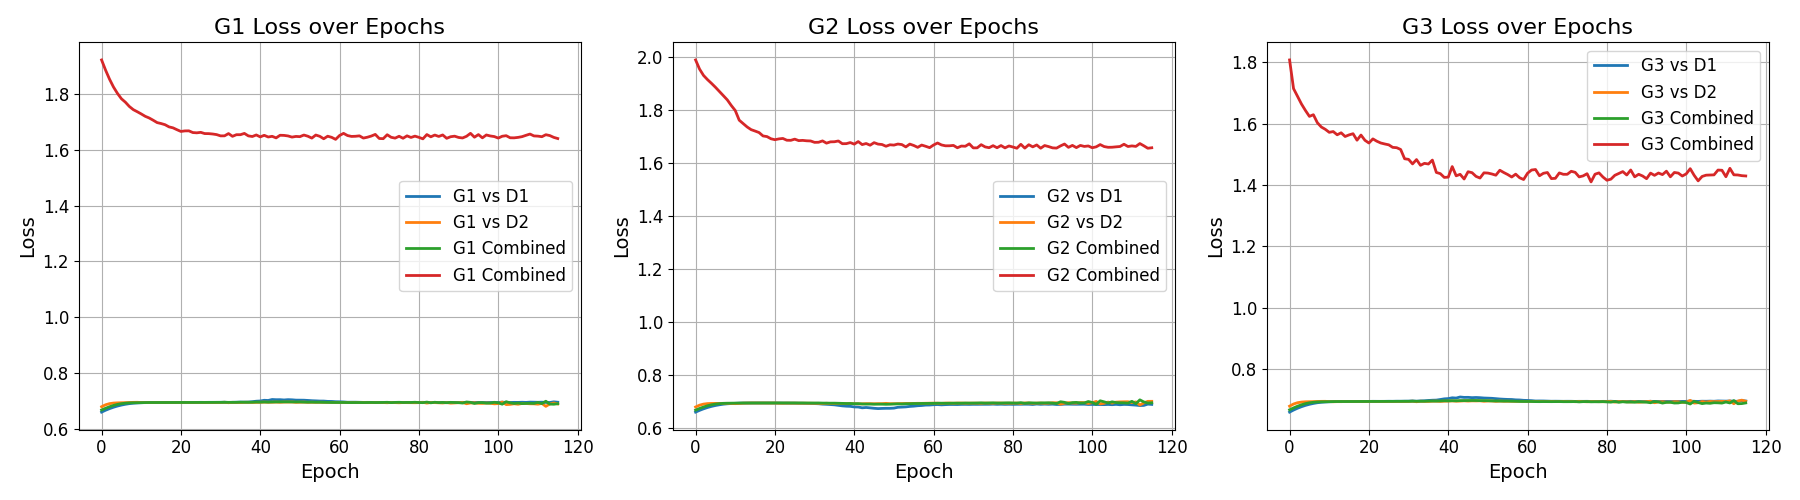 G1 Loss over Epochs
Loss
1.8
1.6
1.4
1.2
1.0
0.8
0.6
G1 vs D1
G1 vs D2
G1 Combined
G1 Combined
0 20 40 60 80 100 120
Epoch
G2 Loss over Epochs
Loss
2.0
1.8
1.6
1.4
1.2
1.0
0.8
0.6
G2 vs D1
G2 vs D2
G2 Combined
G2 Combined
0 20 40 60 80 100 120
Epoch
G3 Loss over Epochs
Loss
1.8
1.6
1.4
1.2
1.0
0.8
G3 vs D1
G3 vs D2
G3 Combined
G3 Combined
0 20 40 60 80 100 120
Epoch